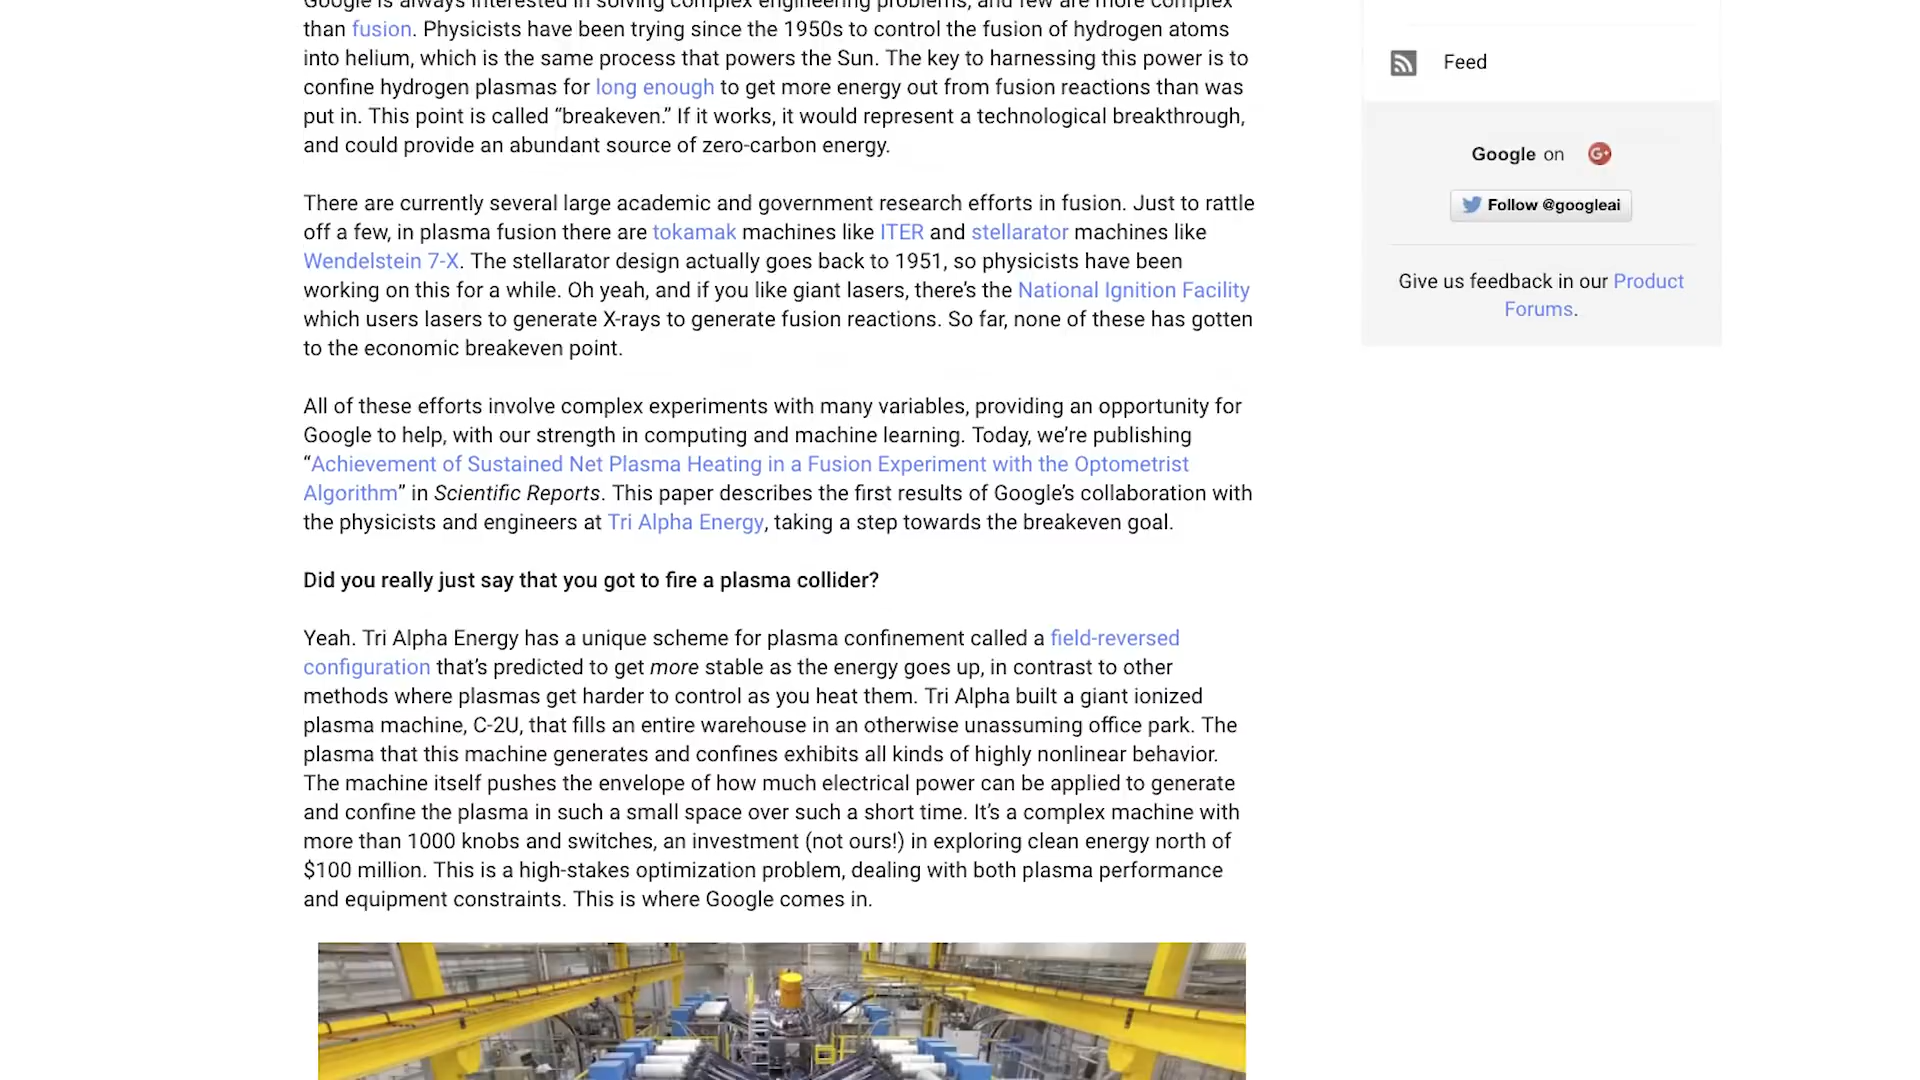 Google is always interested in solving complex engineering problems, and few are more complex
than fusion. Physicists have been trying since the 1950s to control the fusion of hydrogen atoms
into helium, which is the same process that powers the Sun. The key to harnessing this power is to
confine hydrogen plasmas for long enough to get more energy out from fusion reactions than was
put in. This point is called “breakeven.” If it works, it would represent a technological breakthrough,
and could provide an abundant source of zero-carbon energy.
There are currently several large academic and government research efforts in fusion. Just to rattle
off a few, in plasma fusion there are tokamak machines like ITER and stellarator machines like
Wendelstein 7-X. The stellarator design actually goes back to 1951, so physicists have been
working on this for a while. Oh yeah, and if you like giant lasers, there’s the National Ignition Facility
which users lasers to generate X-rays to generate fusion reactions. So far, none of these has gotten
to the economic breakeven point.
All of these efforts involve complex experiments with many variables, providing an opportunity for
Google to help, with our strength in computing and machine learning. Today, we’re publishing
“Achievement of Sustained Net Plasma Heating in a Fusion Experiment with the Optometrist
Algorithm” in Scientific Reports. This paper describes the first results of Google’s collaboration with
the physicists and engineers at Tri Alpha Energy, taking a step towards the breakeven goal.
Did you really just say that you got to fire a plasma collider?
Yeah. Tri Alpha Energy has a unique scheme for plasma confinement called a field-reversed
configuration that’s predicted to get more stable as the energy goes up, in contrast to other
methods where plasmas get harder to control as you heat them. Tri Alpha built a giant ionized
plasma machine, C-2U, that fills an entire warehouse in an otherwise unassuming office park. The
plasma that this machine generates and confines exhibits all kinds of highly nonlinear behavior.
The machine itself pushes the envelope of how much electrical power can be applied to generate
and confine the plasma in such a small space over such a short time. It’s a complex machine with
more than 1000 knobs and switches, an investment (not ours!) in exploring clean energy north of
$100 million. This is a high-stakes optimization problem, dealing with both plasma performance
and equipment constraints. This is where Google comes in.
Feed
Google on G+
Follow @googleai
Give us feedback in our Product
Forums.